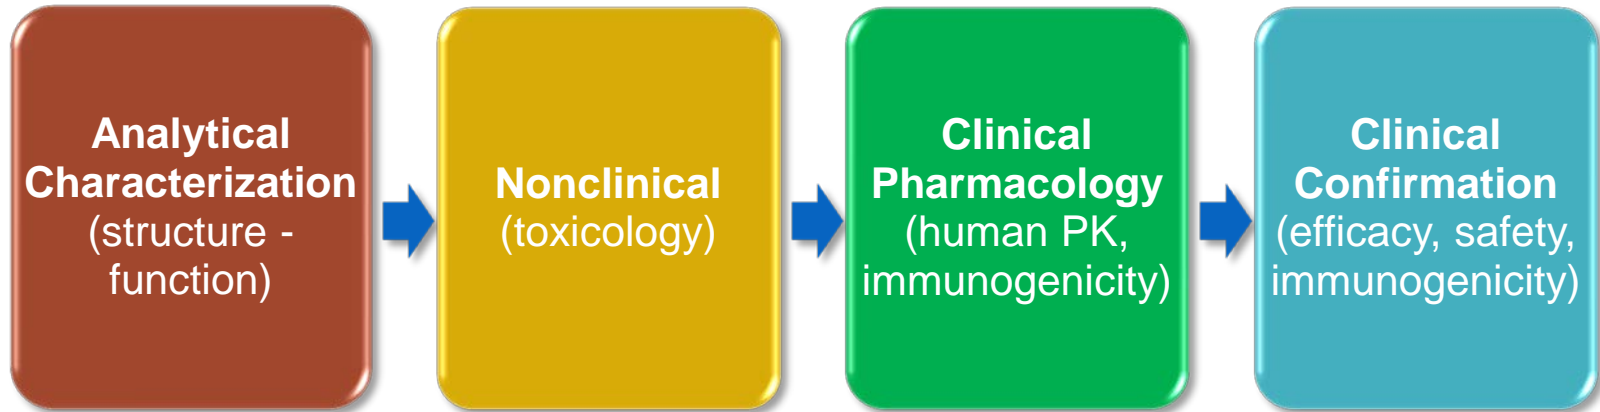 Analytical
Characterization
(structure -
function)
Nonclinical
(toxicology)
Clinical
Pharmacology
(human PK,
immunogenicity)
Clinical
Confirmation
(efficacy, safety,
immunogenicity)